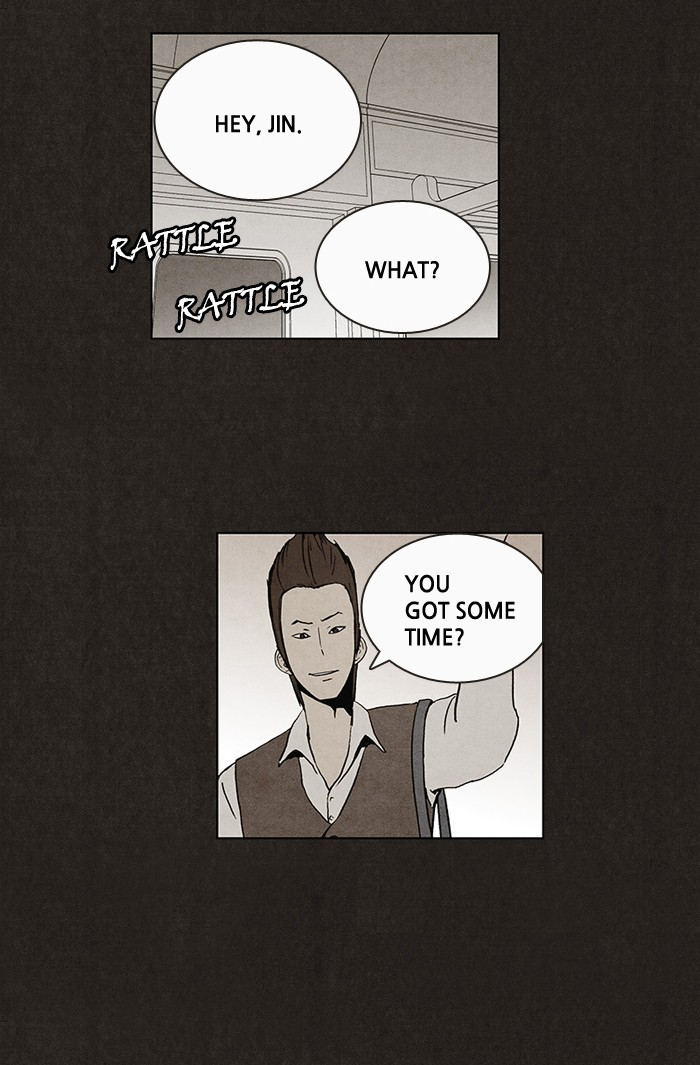 HEY, JIN.
RATTLE
WHAT?
RATTLE
YOU
GOT SOME
TIME?